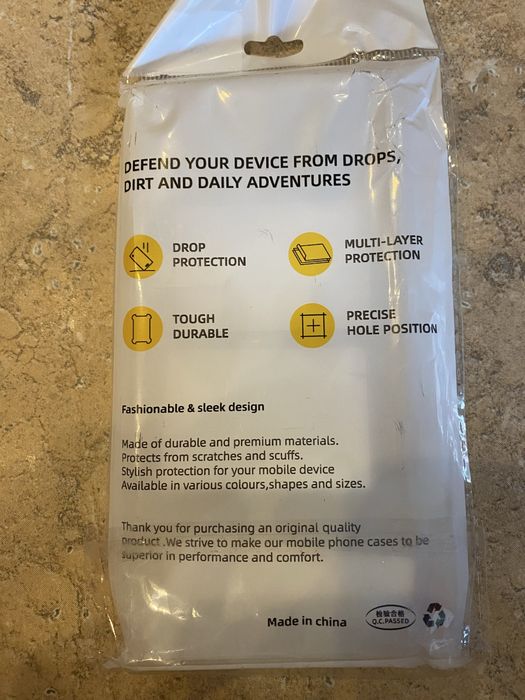 DEFEND YOUR DEVICE FROM DROPS,
DIRT AND DAILY ADVENTURES
DROP
PROTECTION
MULTI-LAYER
PROTECTION
TOUGH
DURABLE
PRECISE
HOLE POSITION
Fashionable & sleek design
Made of durable and premium materials.
Protects from scratches and scuffs.
Stylish protection for your mobile device
Available in various colours,shapes and sizes.
Thank you for purchasing an original quality
product .We strive to make our mobile phone cases to be
superior in performance and comfort.
Made in china
检验合格
Q.C.PASSED